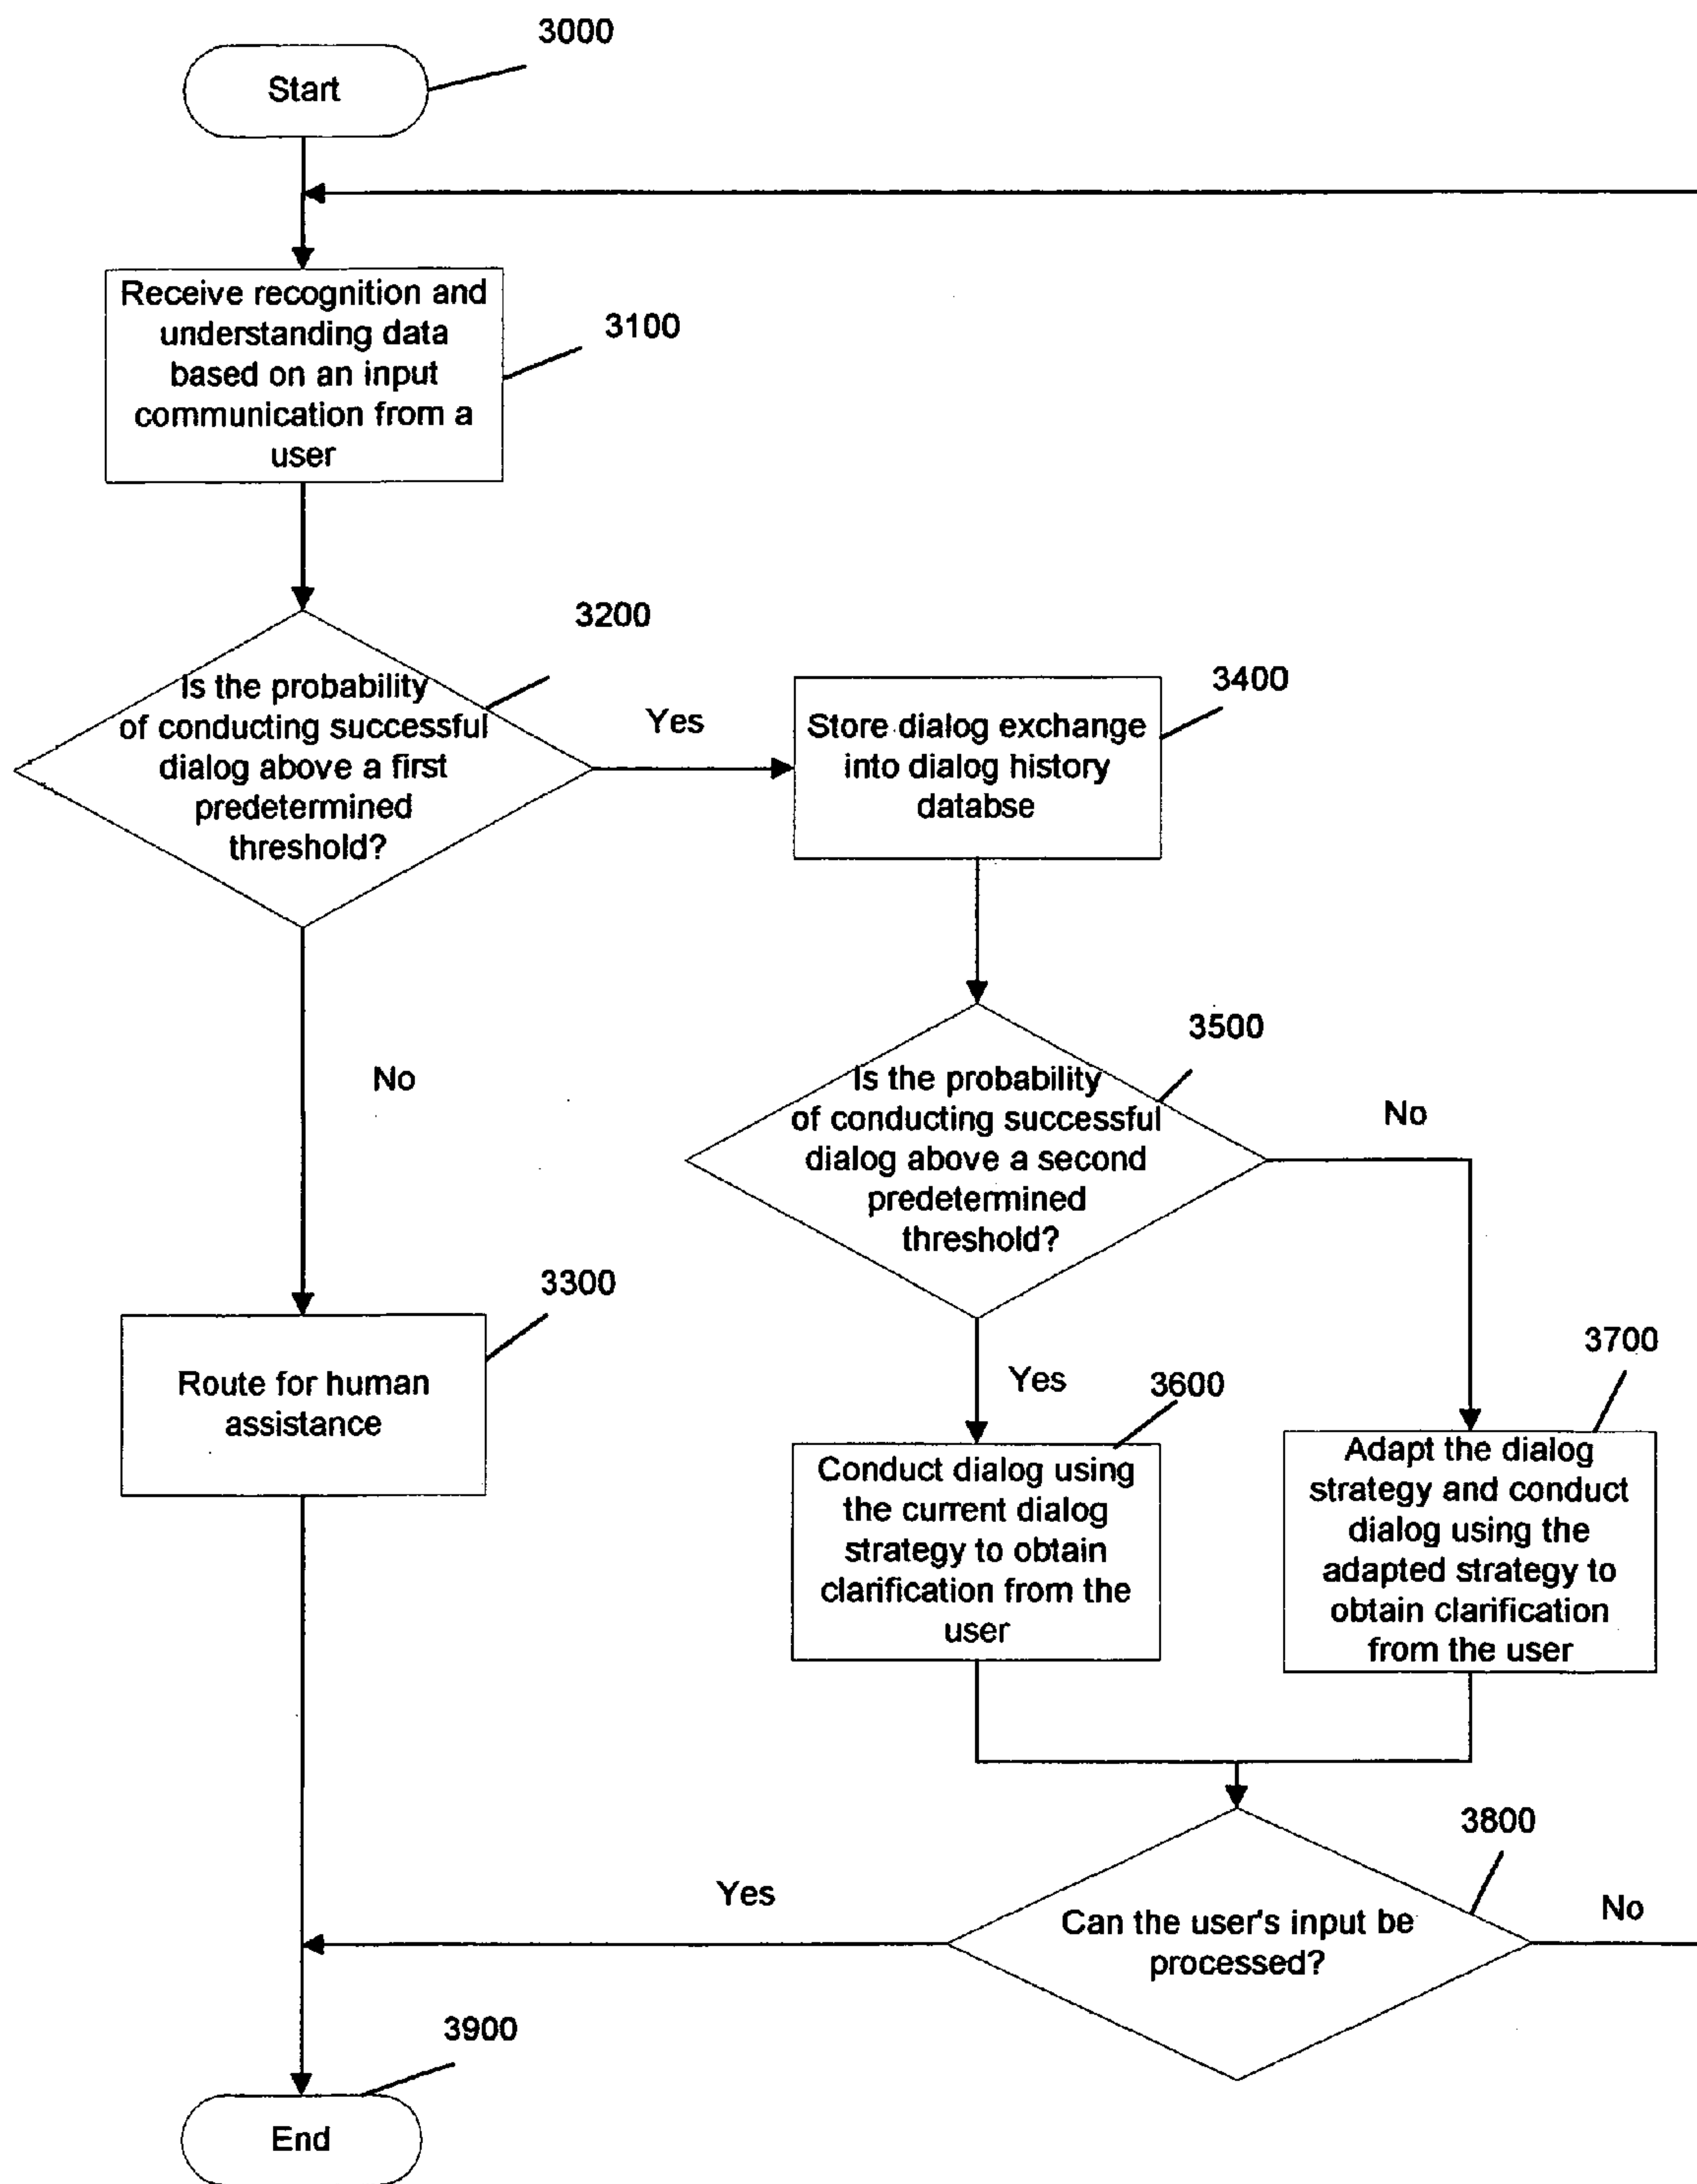 3000
Start
Receive recognition and
understanding data
based on an input
communication from a
user
3100
3200
Is the probability
of conducting successful
dialog above a first
predetermined
threshold?
Yes
3400
Store dialog exchange
into dialog history
databse
No
3500
Is the probability
of conducting successful
dialog above a second
predetermined
threshold?
No
3300
Route for human
assistance
Yes
3600
Conduct dialog using
the current dialog
strategy to obtain
clarification from the
user
3700
Adapt the dialog
strategy and conduct
dialog using the
adapted strategy to
obtain clarification
from the user
3800
Can the user's input be
processed?
Yes
No
3900
End